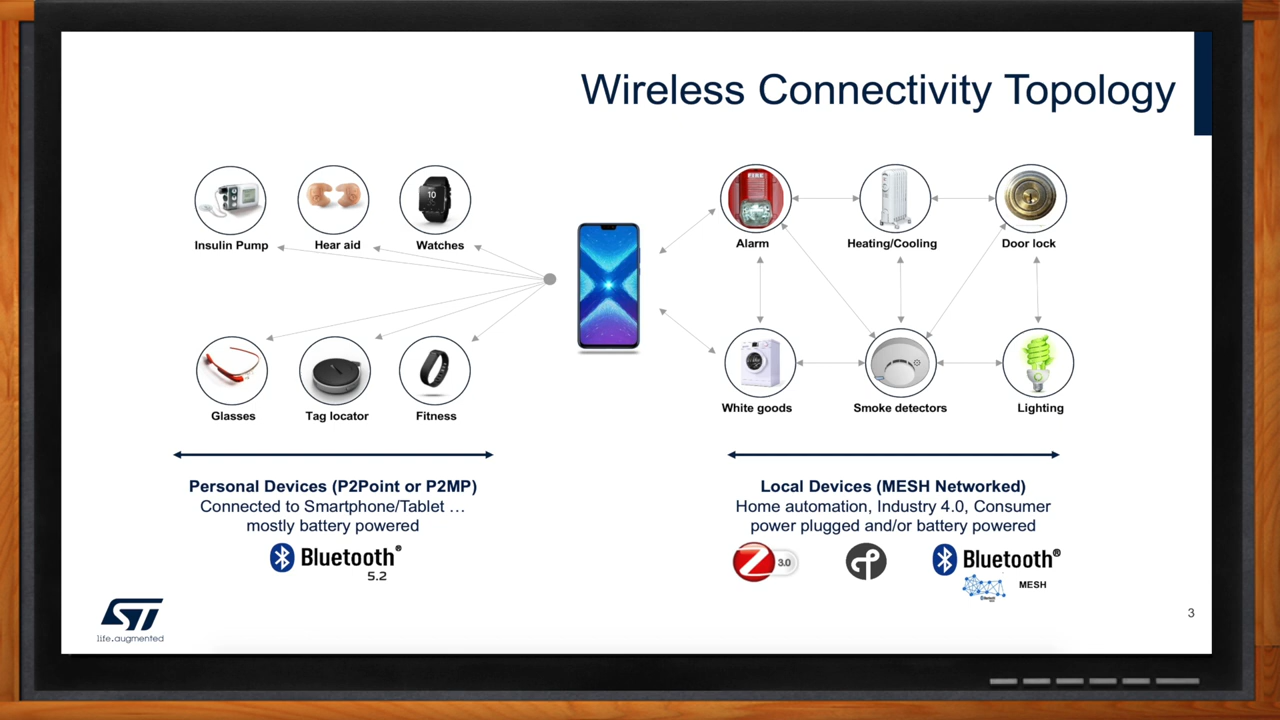 Wireless Connectivity Topology
Insulin Pump
Hear aid
10
Watches
FIRE
Alarm
Heating/Cooling
Door lock
Glasses
Tag locator
Fitness
White goods
Smoke detectors
Lighting
Personal Devices (P2Point or P2MP)
Connected to Smartphone/Tablet …
mostly battery powered
Bluetooth®
5.2
Local Devices (MESH Networked)
Home automation, Industry 4.0, Consumer
power plugged and/or battery powered
Z 3.0
Bluetooth®
MESH
ST
life.augmented
3